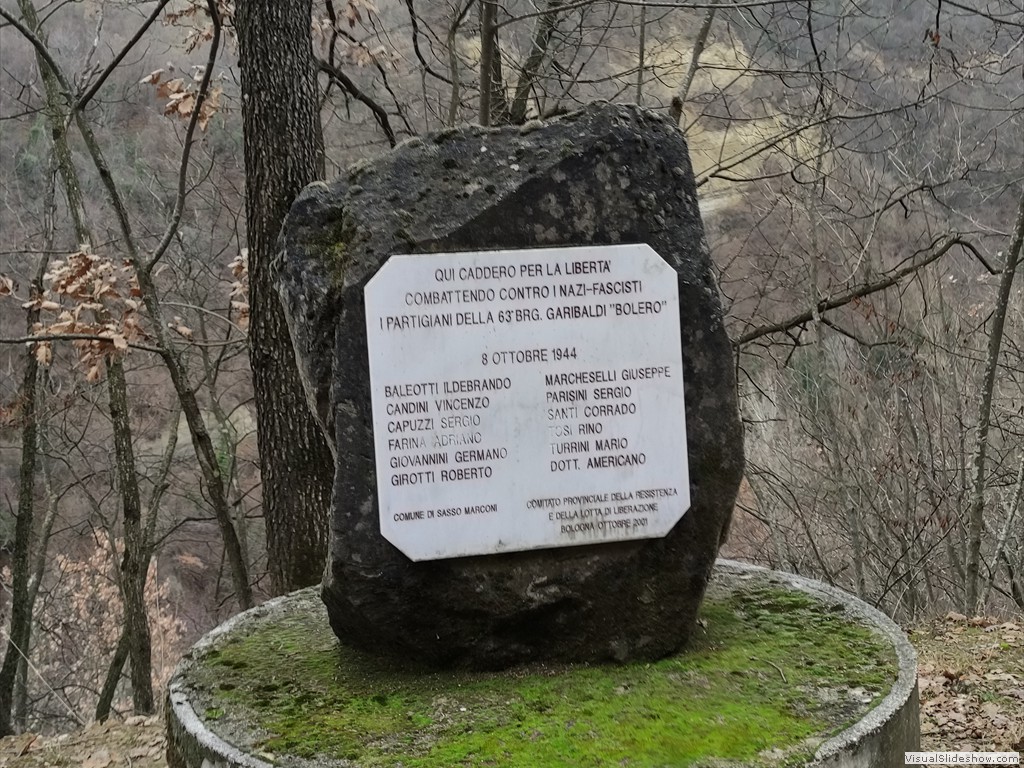 QUI CADDERO PER LA LIBERTA'
COMBATTENDO CONTRO I NAZI-FASCISTI
I PARTIGIANI DELLA 63ª BRG. GARIBALDI "BOLERO"
8 OTTOBRE 1944
BALEOTTI ILDEBRANDO
CANDINI VINCENZO
CAPUZZI SERGIO
FARINA ADRIANO
GIOVANNINI GERMANO
GIROTTI ROBERTO
MARCHESELLI GIUSEPPE
PARISINI SERGIO
SANTI CORRADO
TOSI RINO
TURRINI MARIO
DOTT. AMERICANO
COMUNE DI SASSO MARCONI
COMITATO PROVINCIALE DELLA RESISTENZA
E DELLA LOTTA DI LIBERAZIONE
BOLOGNA OTTOBRE 2001
VisualSlideshow.com